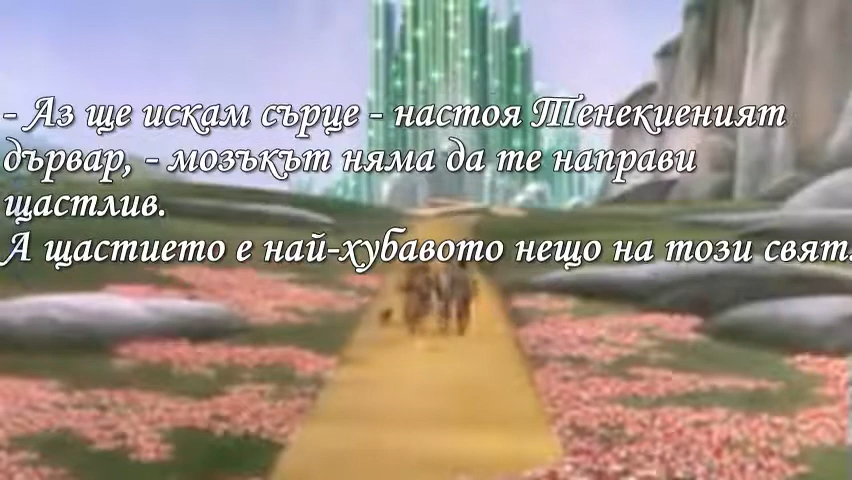 - Аз ще искам сърце - настоя Тенекиеният
дървар, - мозъкът няма да те направи
щастлив.
А щастието е най-хубавото нещо на този свят.